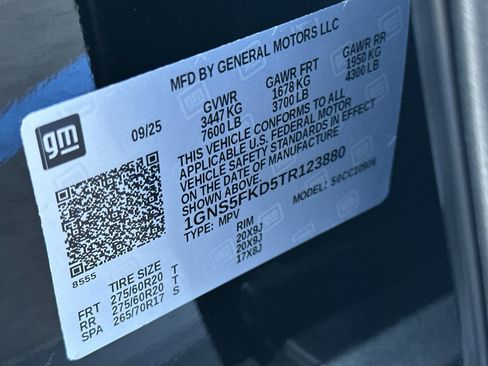 gm
MFD BY GENERAL MOTORS LLC
09/25
GVWR GAWR FRT GAWR RR
3447 KG 1678 KG 1950 KG
7600 LB 3700 LB 4300 LB
THIS VEHICLE CONFORMS TO ALL
APPLICABLE U.S. FEDERAL MOTOR
VEHICLE SAFETY STANDARDS IN EFFECT
ON THE DATE OF MANUFACTURE
SHOWN ABOVE.
1GNS5FKD5TR123880
TYPE: MPV MODEL:
8555
TIRE SIZE RIM
FRT 275/60R20 T 20X9J
RR 275/60R20 T 20X9J
SPA 265/70R17 S 17X8J